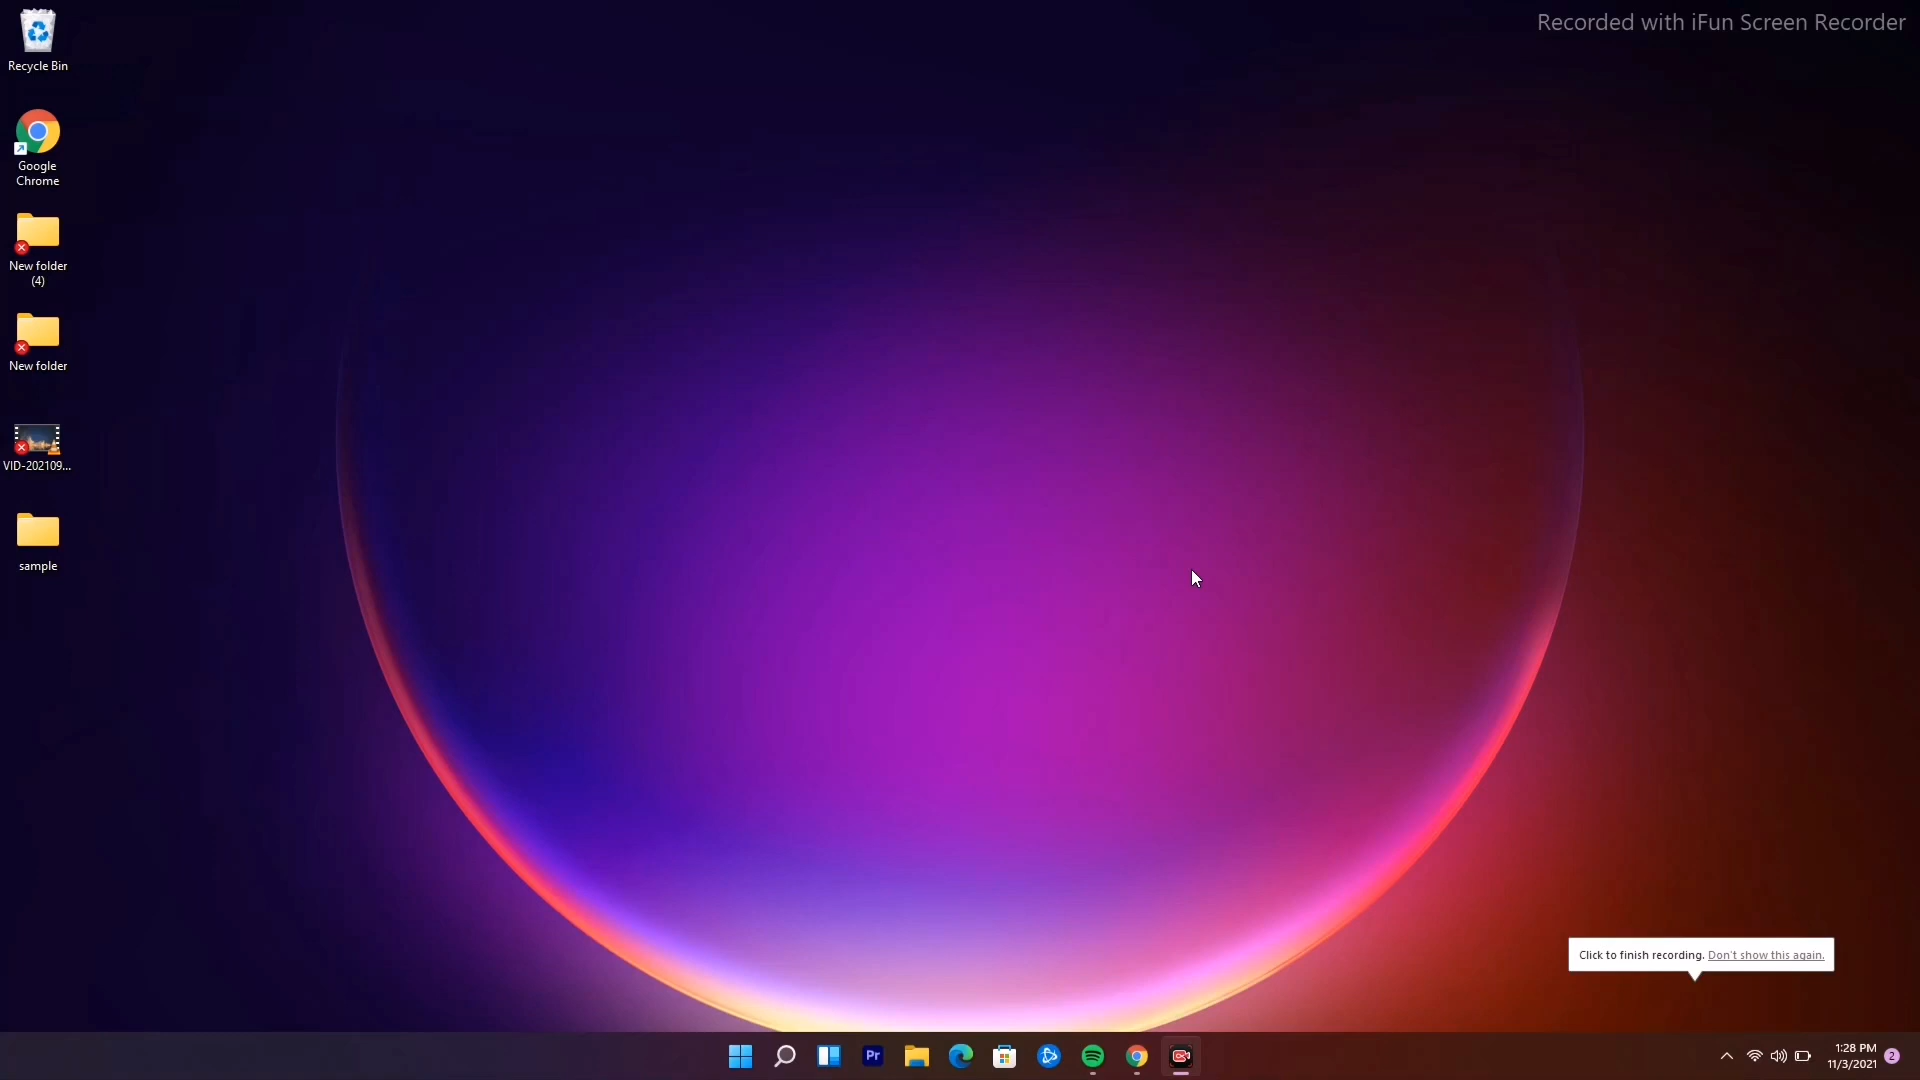 Recorded with iFun Screen Recorder
Recycle Bin
Google
Chrome
New folder
(4)
New folder
VID-202109...
sample
Click to finish recording. Don't show this again.
Pr
1:28 PM
11/3/2021
2